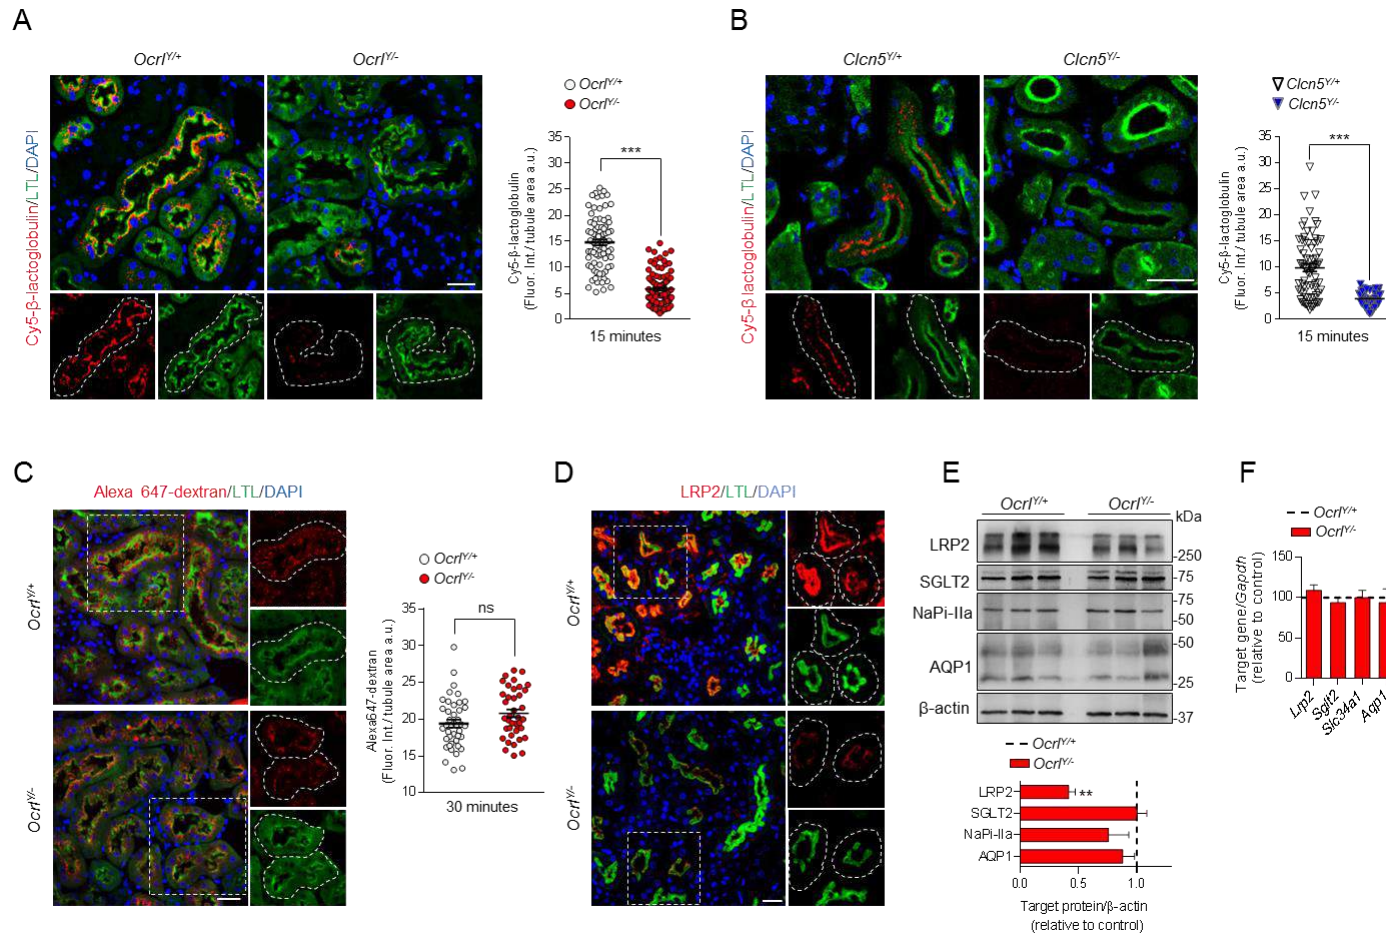 A
Ocrl^Y/+
Ocrl^Y/-
Cy5-β-lactoglobulin/LTL/DAPI
Ocrl^Y/+
Ocrl^Y/-
Cy5-β-lactoglobulin
(Fluor. Int./ tubule area a.u.)
35
30
25
20
15
10
5
0
***
15 minutes
B
Clcn5^Y/+
Clcn5^Y/-
Cy5-β lactoglobulin/LTL/DAPI
Clcn5^Y/+
Clcn5^Y/-
Cy5-β-lactoglobulin
(Fluor. Int./ tubule area a.u.)
35
30
25
20
15
10
5
0
***
15 minutes
C
Alexa 647-dextran/LTL/DAPI
Ocrl^Y/+
Ocrl^Y/-
Ocrl^Y/+
Ocrl^Y/-
Alexa647-dextran
(Fluor. Int./ tubule area a.u.)
35
30
25
20
15
10
ns
30 minutes
D
LRP2/LTL/DAPI
Ocrl^Y/+
Ocrl^Y/-
E
Ocrl^Y/+
Ocrl^Y/-
kDa
LRP2
-250
SGLT2
-75
NaPi-IIa
-75
-50
AQP1
-50
-25
β-actin
-37
Ocrl^Y/+
Ocrl^Y/-
LRP2
**
SGLT2
NaPi-IIa
AQP1
0.0
0.5
1.0
Target protein/β-actin
(relative to control)
F
Ocrl^Y/+
Ocrl^Y/-
Target gene/Gapdh
(relative to control)
150
100
50
0
Lrp2
Sglt2
Slc34a1
Aqp1